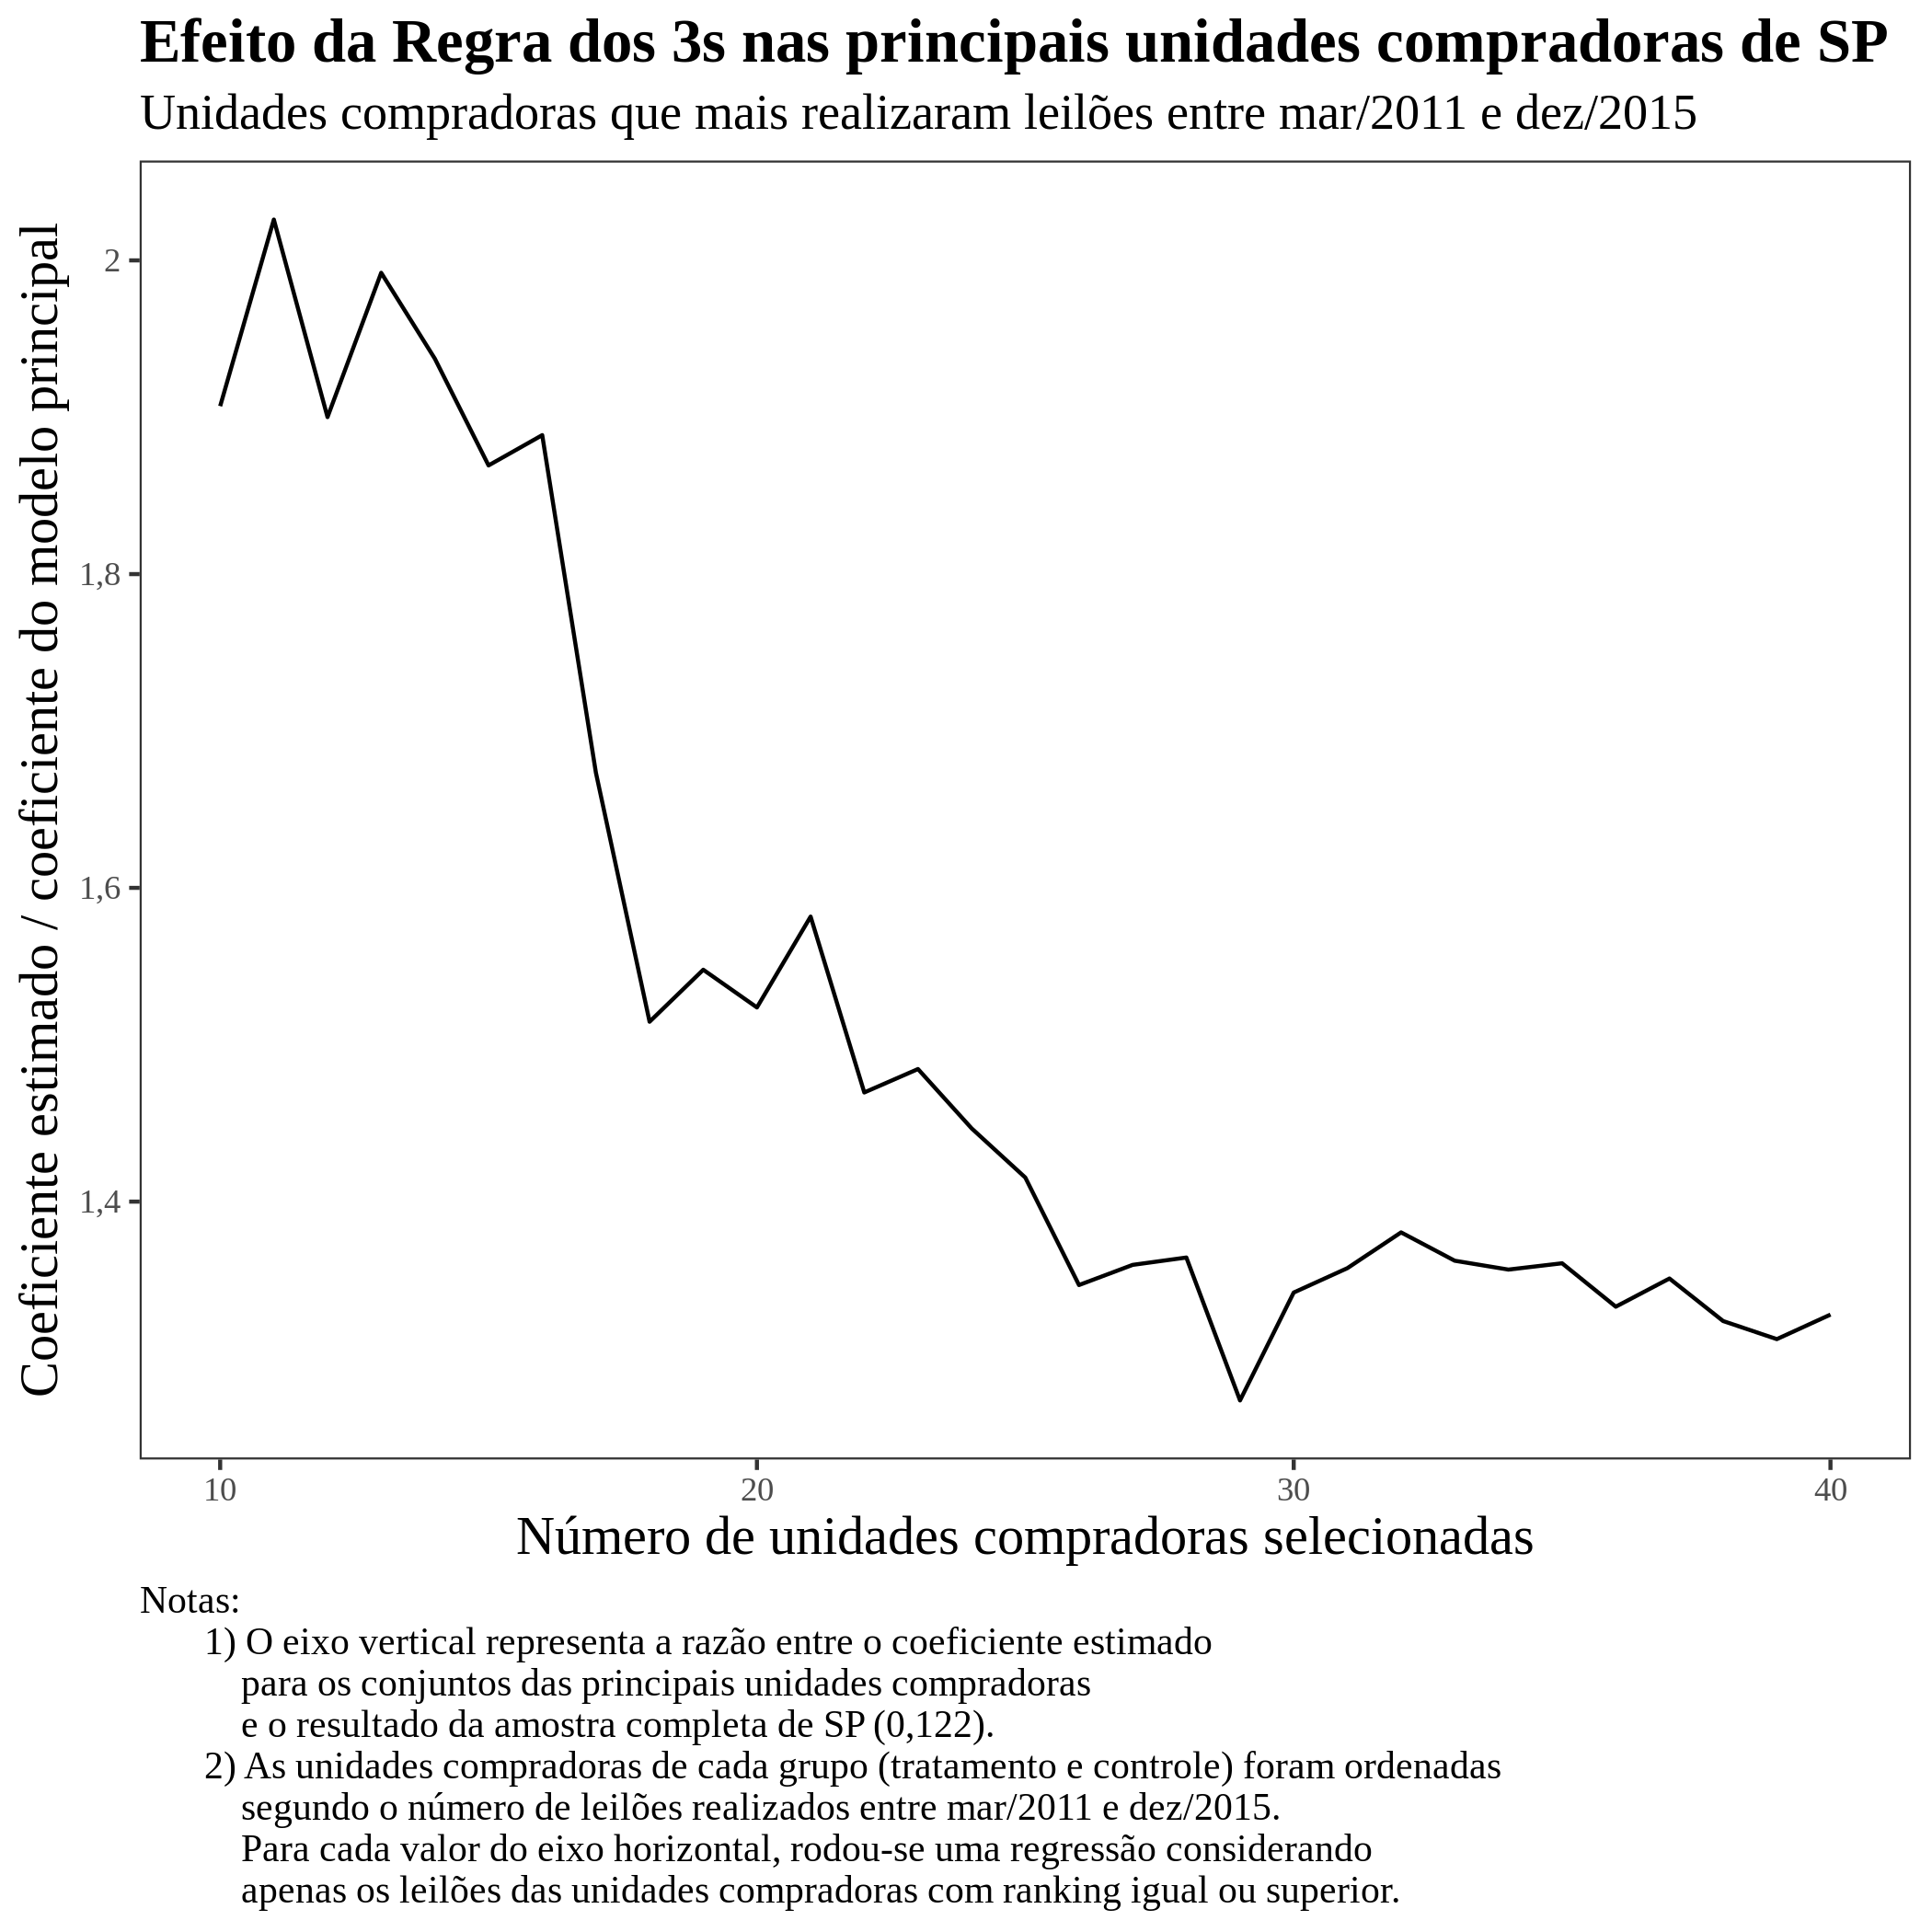 Efeito da Regra dos 3s nas principais unidades compradoras de SP
Unidades compradoras que mais realizaram leilões entre mar/2011 e dez/2015
Coeficiente estimado / coeficiente do modelo principal
2
1,8
1,6
1,4
10
20
30
40
Número de unidades compradoras selecionadas
Notas:
1) O eixo vertical representa a razão entre o coeficiente estimado
para os conjuntos das principais unidades compradoras
e o resultado da amostra completa de SP (0,122).
2) As unidades compradoras de cada grupo (tratamento e controle) foram ordenadas
segundo o número de leilões realizados entre mar/2011 e dez/2015.
Para cada valor do eixo horizontal, rodou-se uma regressão considerando
apenas os leilões das unidades compradoras com ranking igual ou superior.